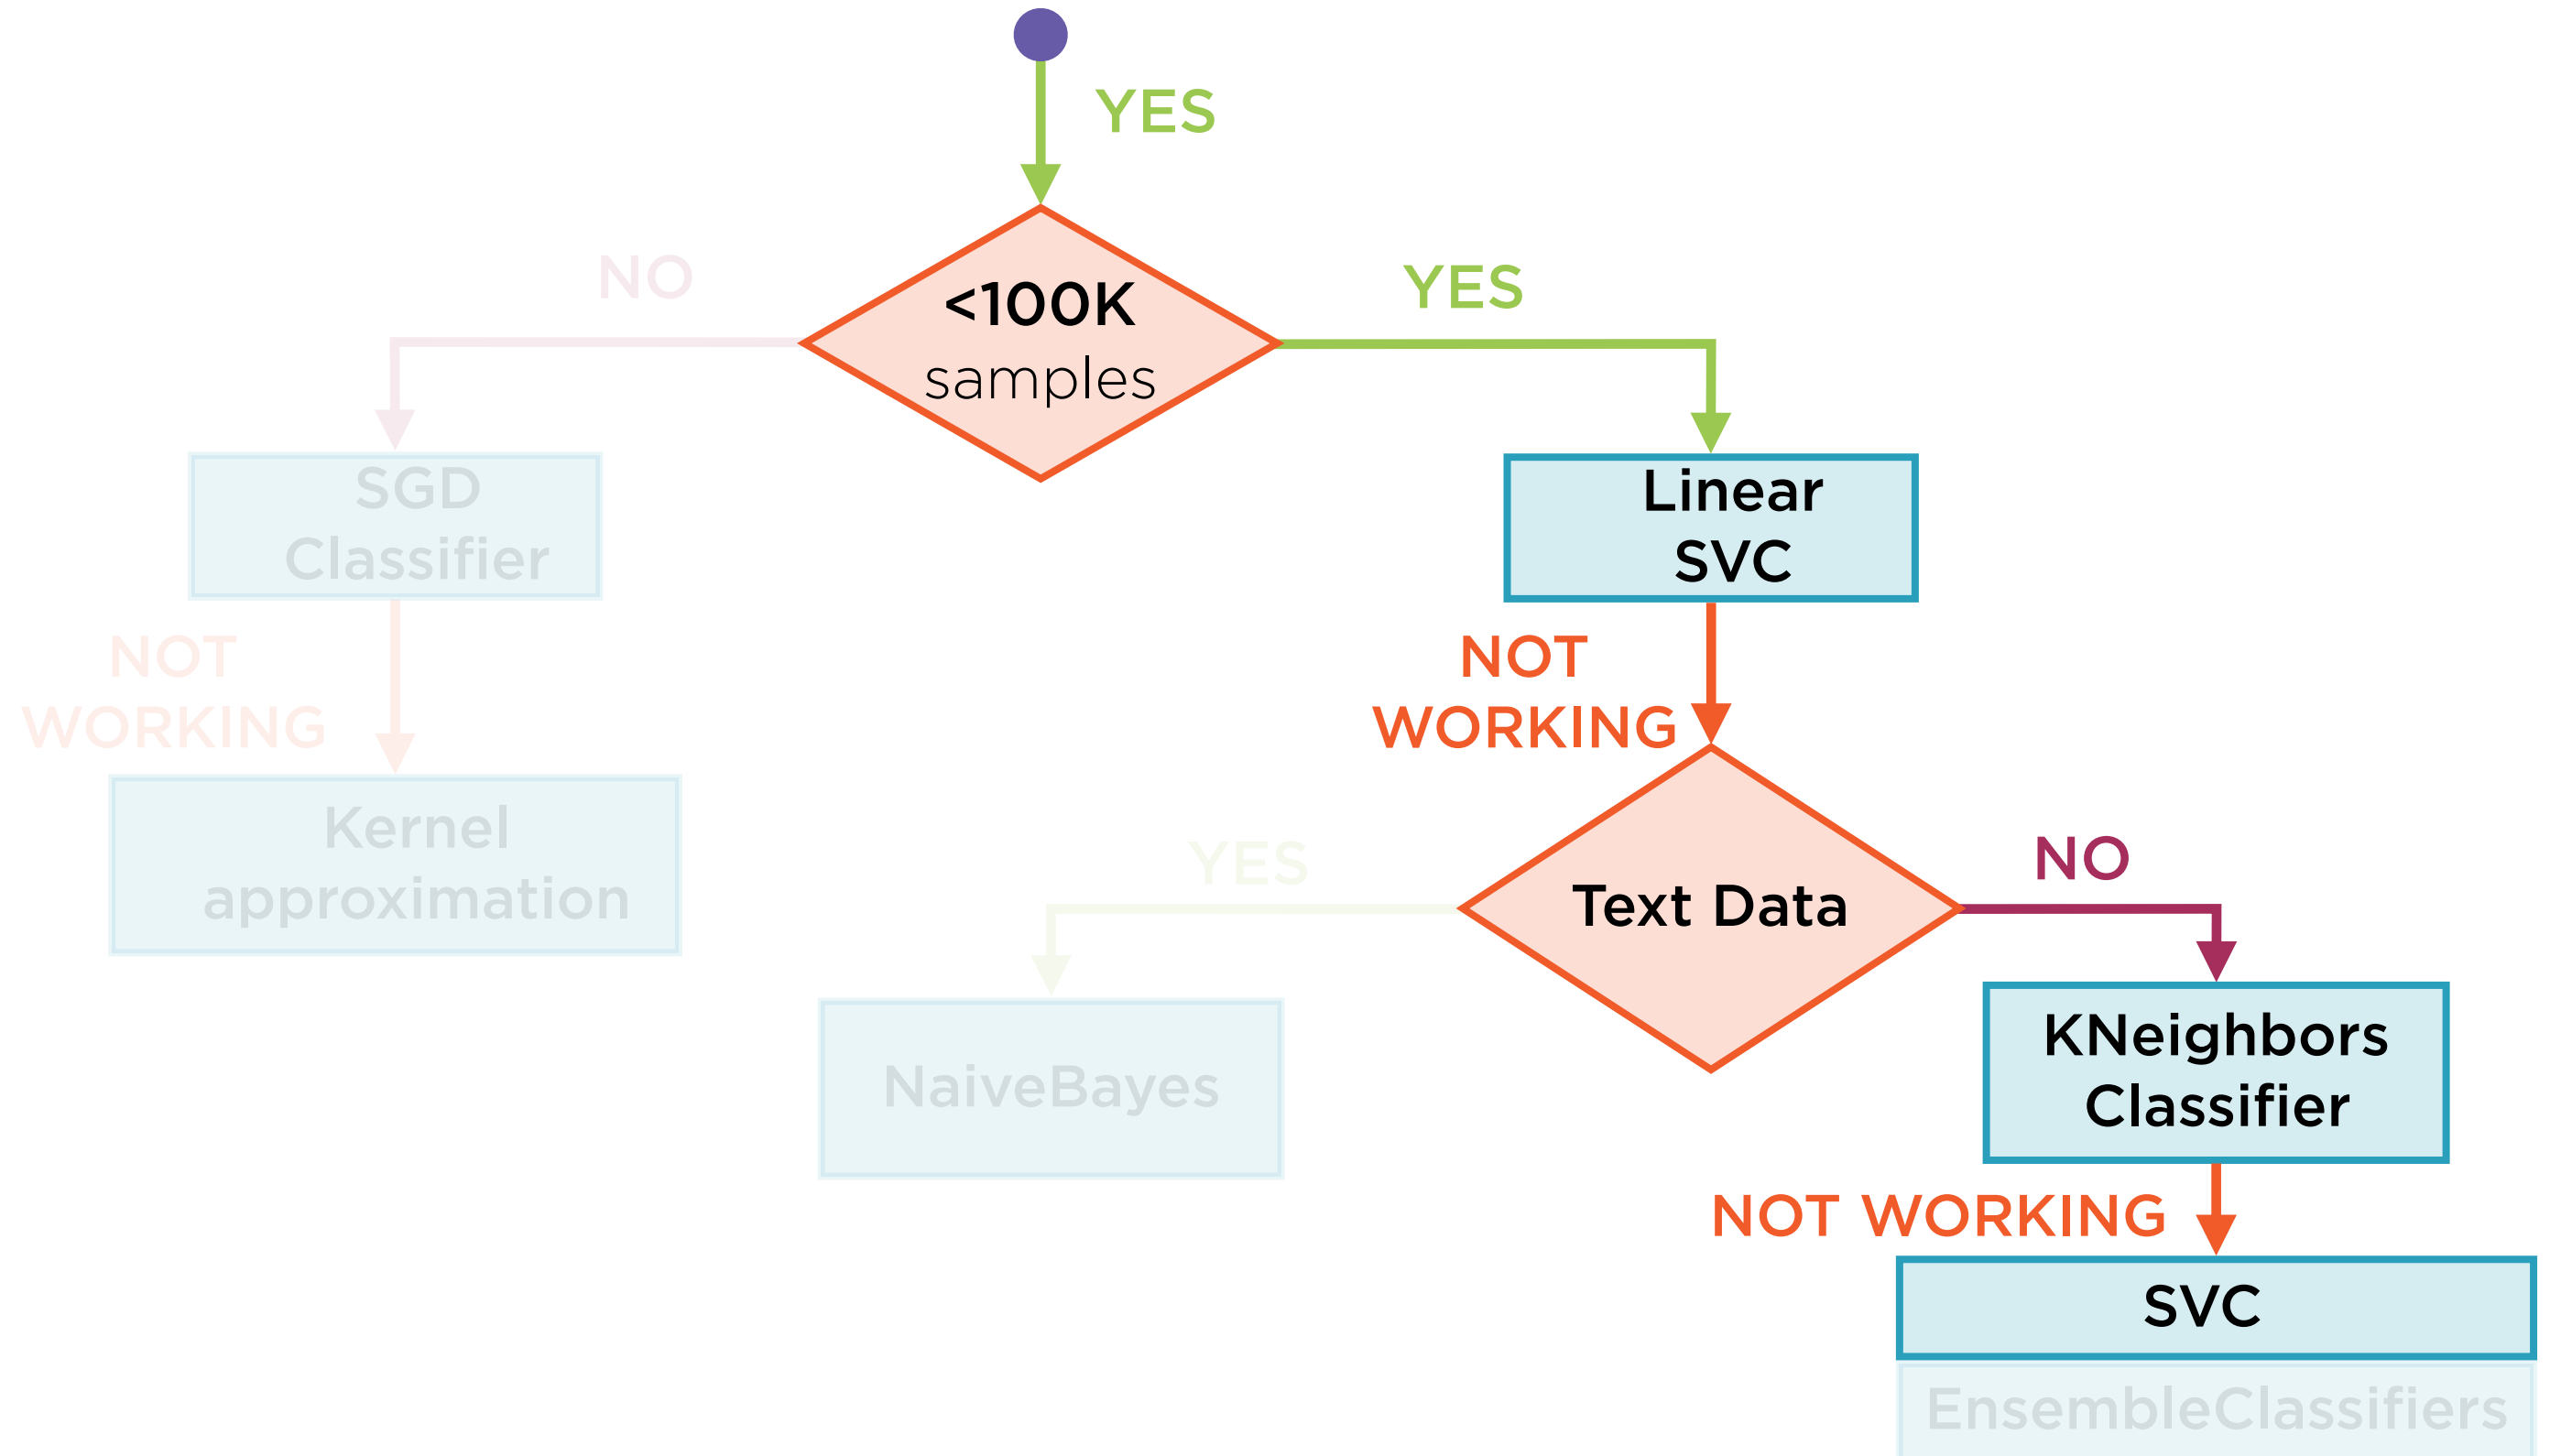 YES
NO
<100K
samples
YES
SGD
Classifier
Linear
SVC
NOT
WORKING
NOT
WORKING
Kernel
approximation
YES
Text Data
NO
NaiveBayes
KNeighbors
Classifier
NOT WORKING
SVC
EnsembleClassifiers